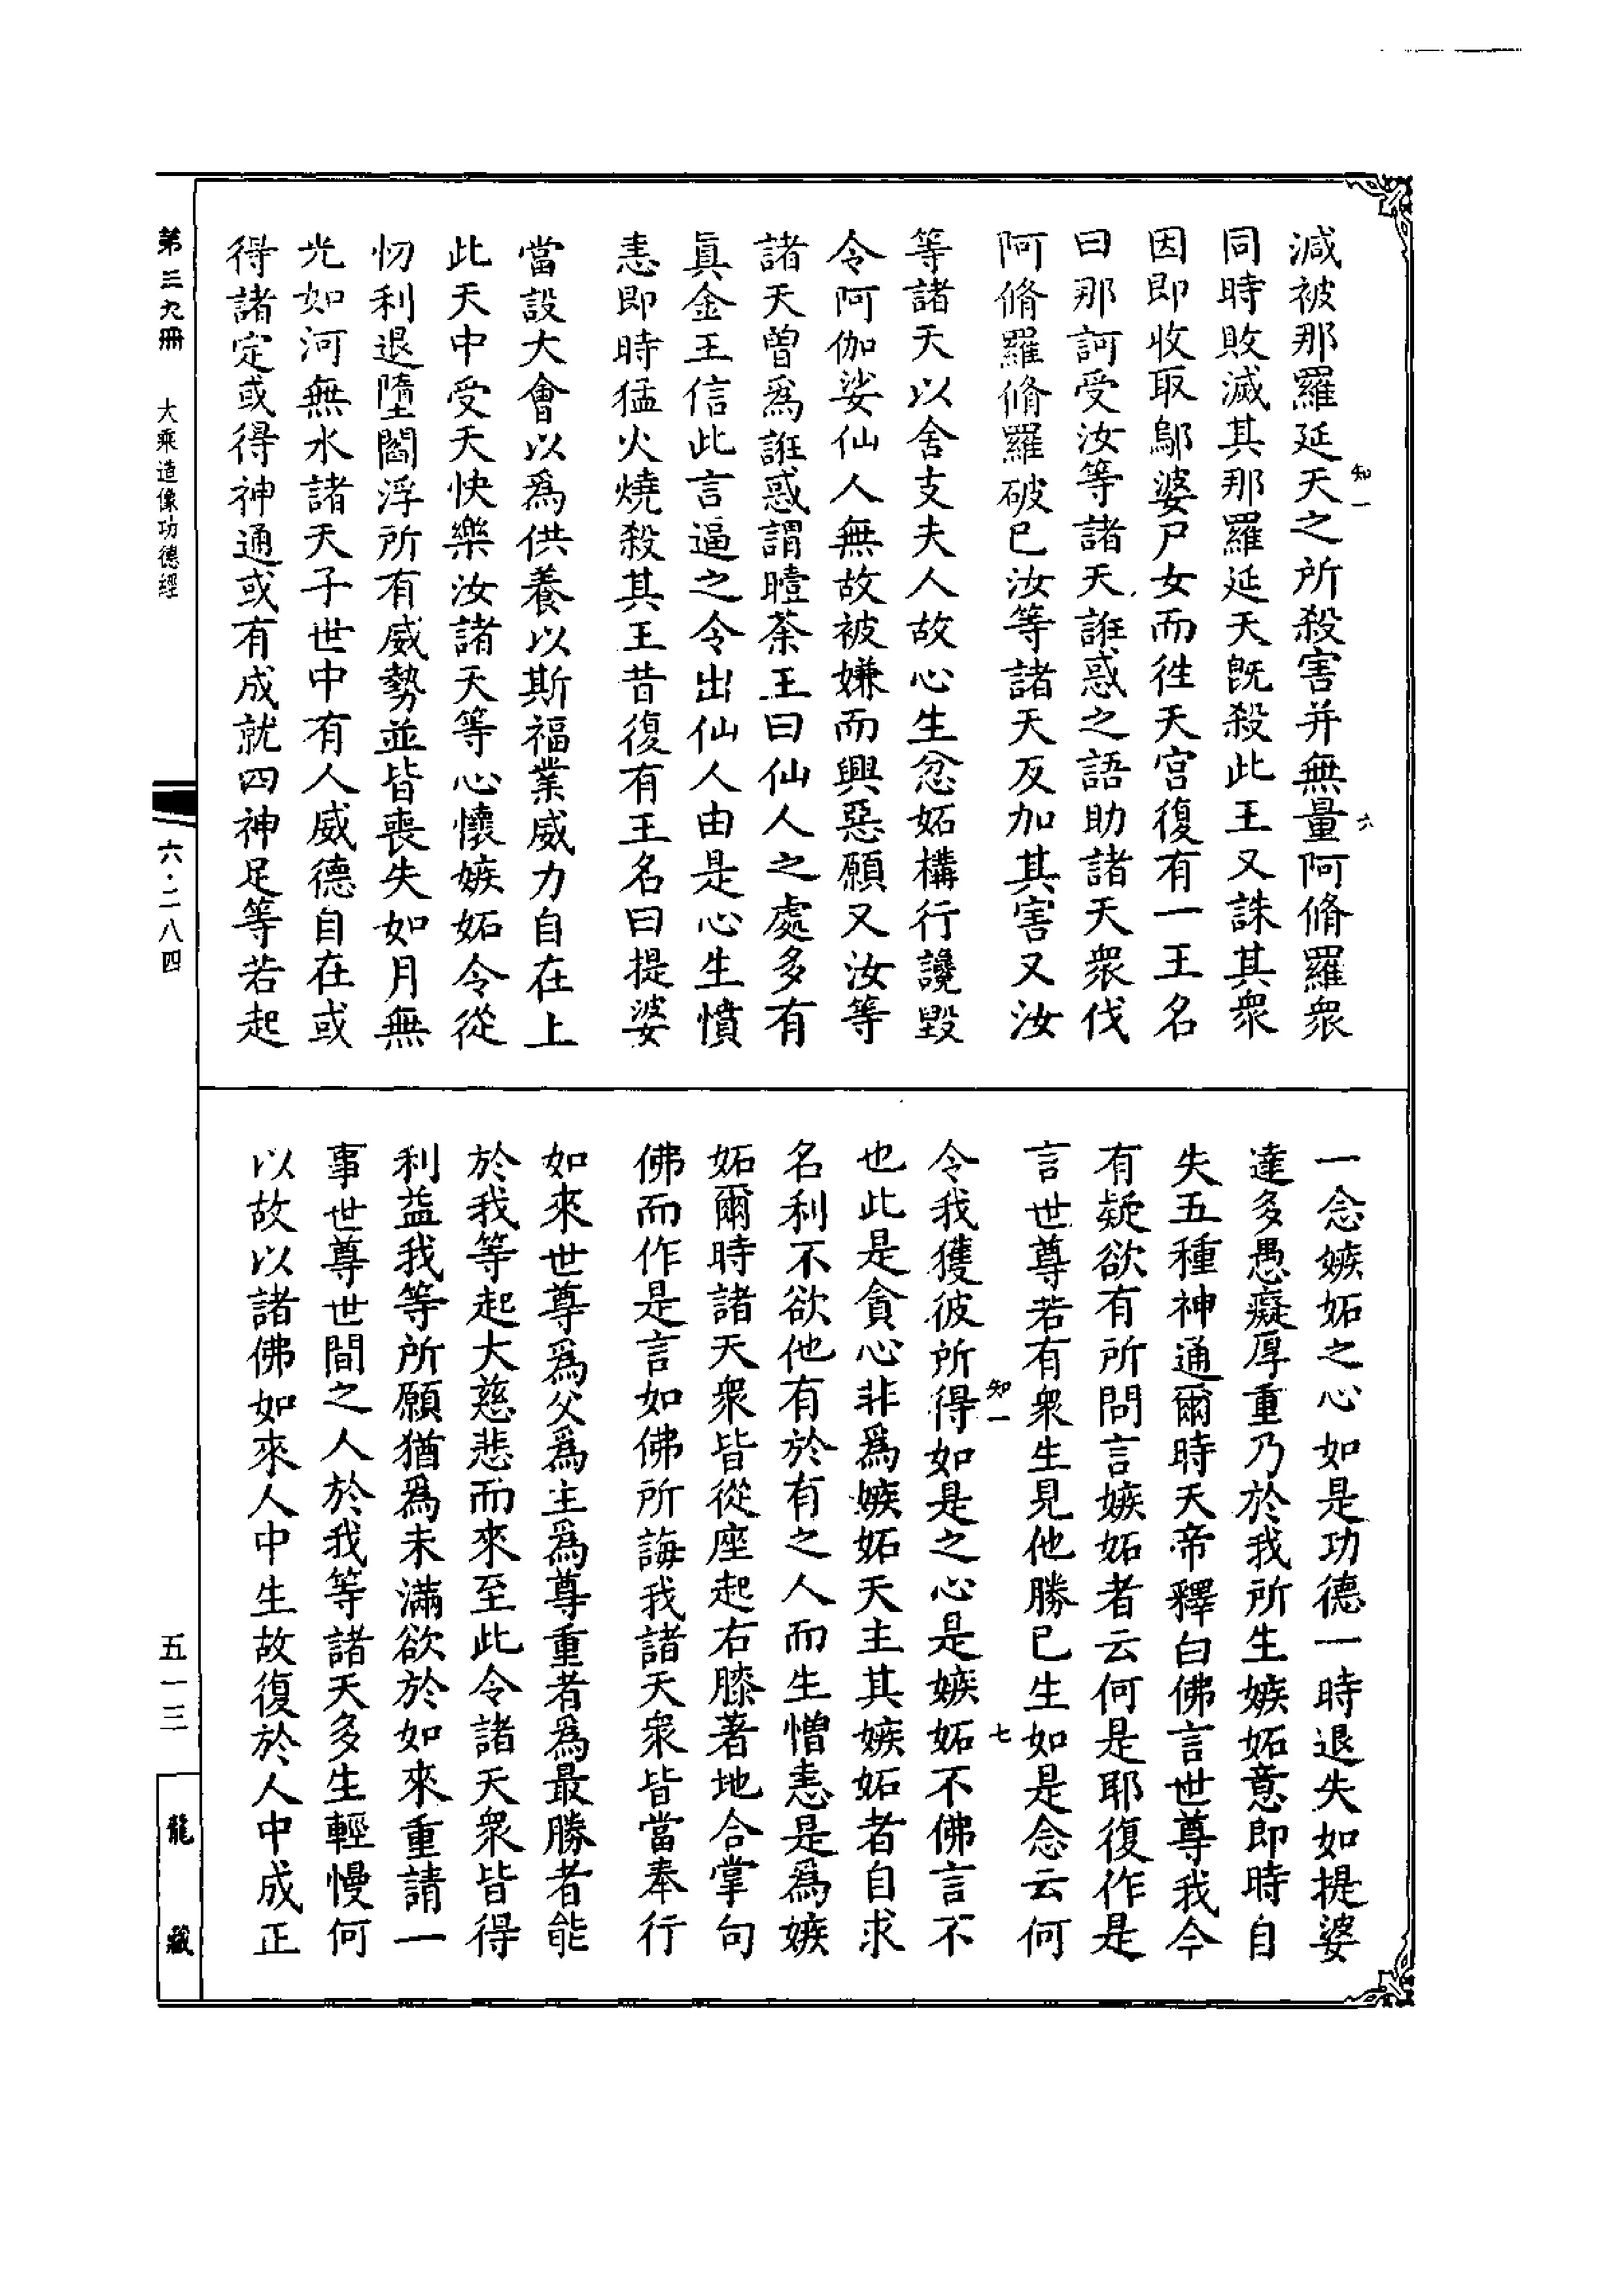 減被那羅延天之所殺害并無量阿脩羅衆
同時敗滅其那羅延天旣殺此王又誅其衆
因即收取鄔婆尸女而徃天宫復有一王名
曰那訶受汝等諸天誑惑之語助諸天衆伐
阿脩羅脩羅破已汝等諸天反加其害又汝
等諸天以舍支夫人故心生忿妬構行讒毀
令阿伽娑仙人無故被嫌而興惡願又汝等
諸天曽爲誑惑謂曀荼王曰仙人之處多有
眞金王信此言逼之令出仙人由是心生憤
恚即時猛火燒殺其王昔復有王名曰提婆
當設大會以爲供養以斯福業威力自在上
此天中受天快樂汝諸天等心懷嫉妬令從
忉利退墮閻浮所有威勢並皆喪失如月無
光如河無水諸天子世中有人威德自在或
得諸定或得神通或有成就四神足等若起
知一
六
一念嫉妬之心如是功德一時退失如提婆
達多愚癡厚重乃於我所生嫉妬意即時自
失五種神通爾時天帝釋白佛言世尊我今
有疑欲有所問言嫉妬者云何是耶復作是
言世尊若有衆生見他勝已生如是念云何
令我獲彼所得如是之心是嫉妬不佛言不
也此是貪心非爲嫉妬天主其嫉妬者自求
名利不欲他有於有之人而生憎恚是爲嫉
妬爾時諸天衆皆從座起右膝著地合掌向
佛而作是言如佛所誨我諸天衆皆當奉行
如來世尊爲父爲主爲尊重者爲最勝者能
於我等起大慈悲而來至此令諸天衆皆得
利益我等所願猶爲未滿欲於如來重請一
事世尊世間之人於我等諸天多生輕慢何
以故以諸佛如來人中生故復於人中成正
知一
七
第三九冊
大乘造像功德經
六·二八四
五一三
龍藏